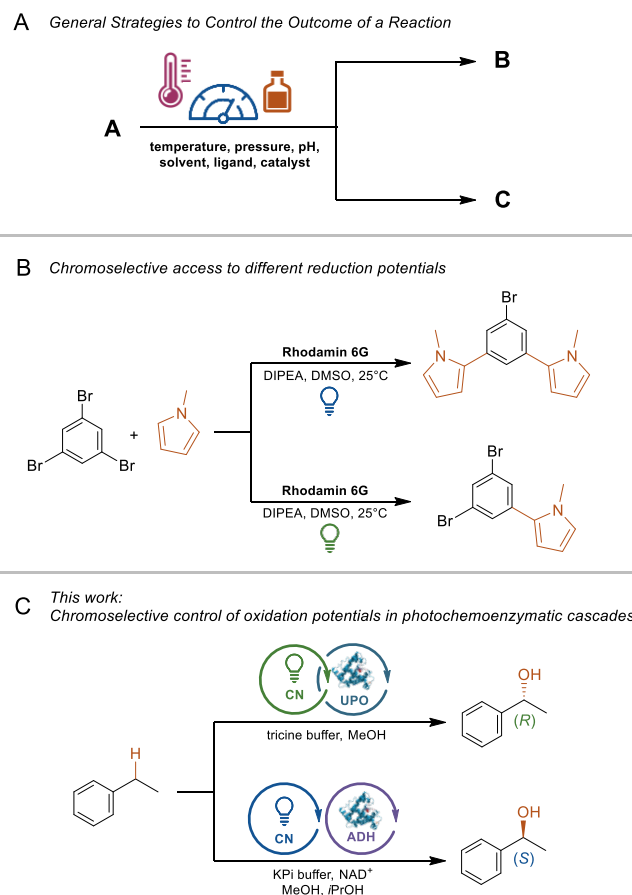 A General Strategies to Control the Outcome of a Reaction
A
temperature, pressure, pH,
solvent, ligand, catalyst
B
C
B Chromoselective access to different reduction potentials
Br
Br
Br
+
N
Rhodamin 6G
DIPEA, DMSO, 25°C
Br
N
N
Rhodamin 6G
DIPEA, DMSO, 25°C
Br
Br
N
C This work:
Chromoselective control of oxidation potentials in photochemoenzymatic cascades
H
CN
UPO
tricine buffer, MeOH
OH
(R)
CN
ADH
KPi buffer, NAD⁺
MeOH, iPrOH
OH
(S)